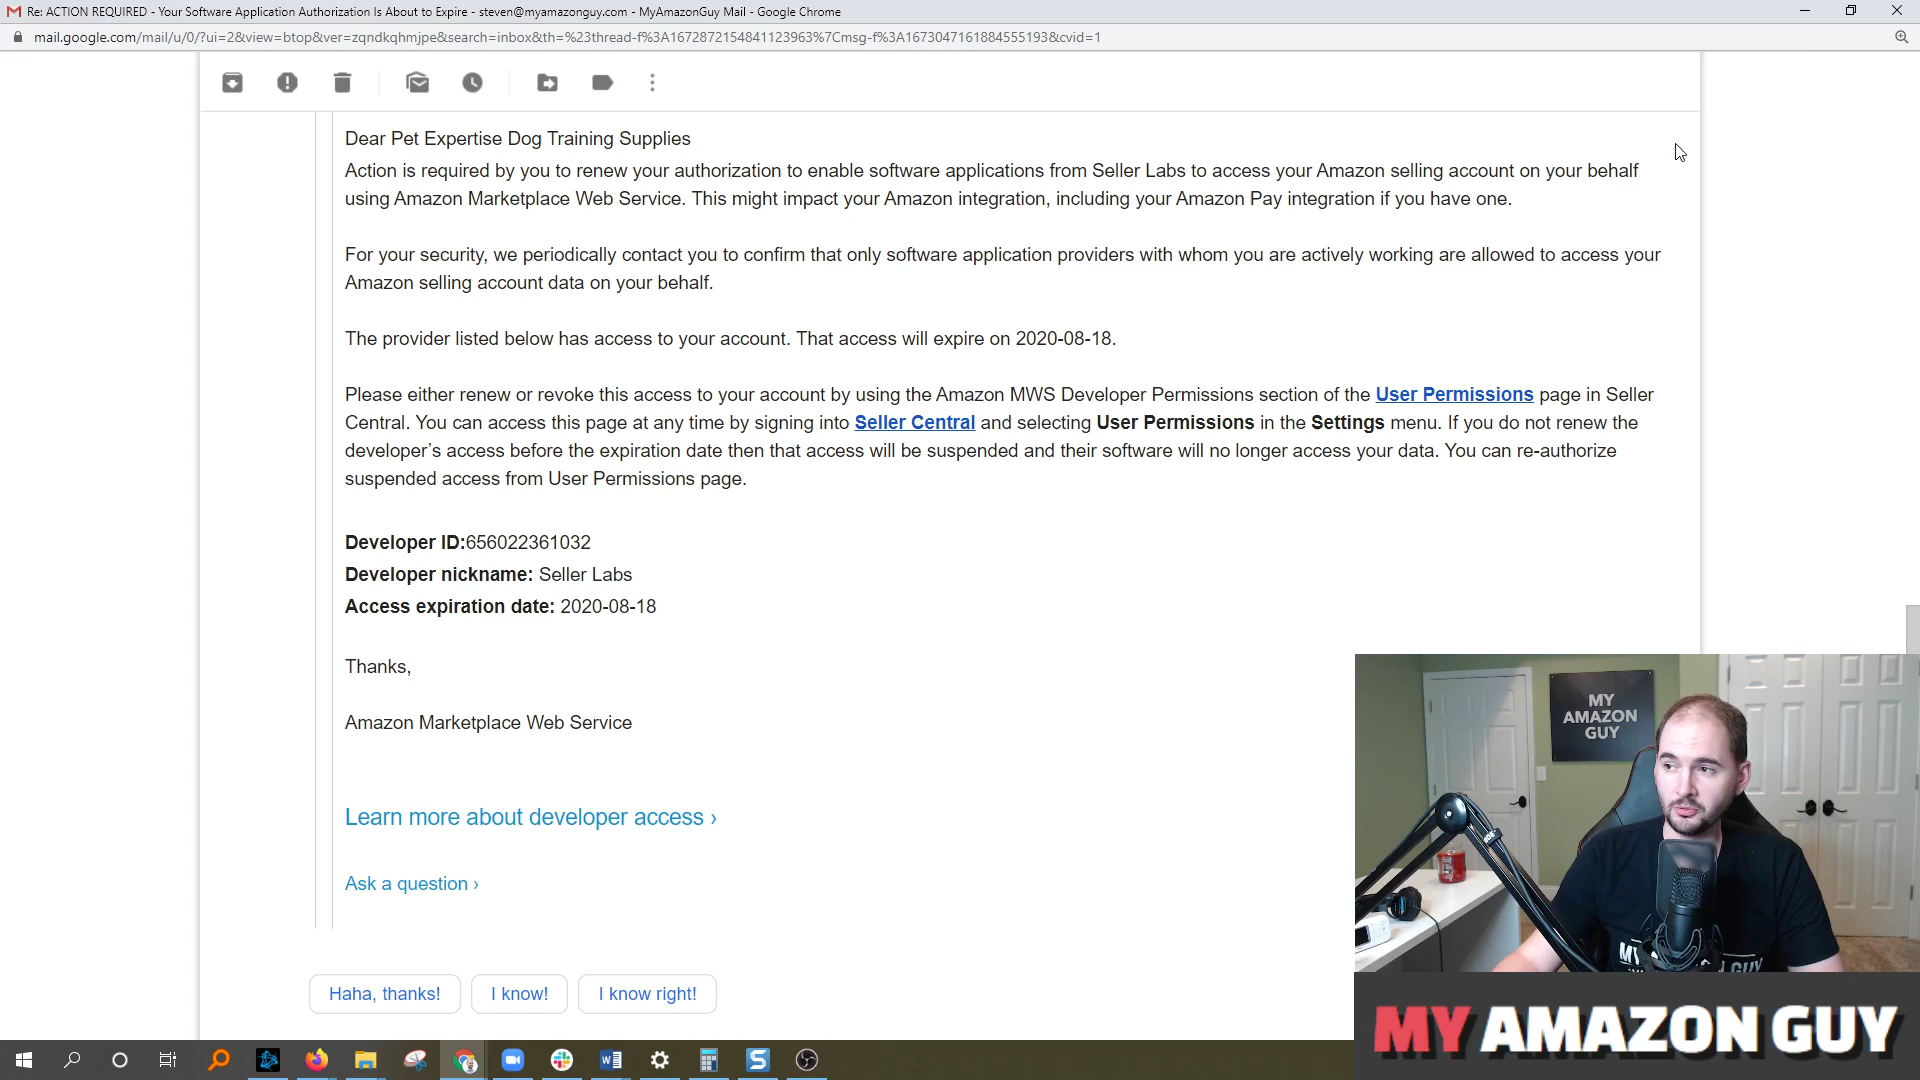 Re: ACTION REQUIRED - Your Software Application Authorization Is About to Expire - steven@myamazonguy.com - MyAmazonGuy Mail - Google Chrome
mail.google.com/mail/u/0/?ui=2&view=btop&ver=zqndkqhmjpe&search=inbox&th=%23thread-f%3A1672872154841123963%7Cmsg-f%3A1673047161884555193&cvid=1
Dear Pet Expertise Dog Training Supplies
Action is required by you to renew your authorization to enable software applications from Seller Labs to access your Amazon selling account on your behalf
using Amazon Marketplace Web Service. This might impact your Amazon integration, including your Amazon Pay integration if you have one.
For your security, we periodically contact you to confirm that only software application providers with whom you are actively working are allowed to access your
Amazon selling account data on your behalf.
The provider listed below has access to your account. That access will expire on 2020-08-18.
Please either renew or revoke this access to your account by using the Amazon MWS Developer Permissions section of the User Permissions page in Seller
Central. You can access this page at any time by signing into Seller Central and selecting User Permissions in the Settings menu. If you do not renew the
developer’s access before the expiration date then that access will be suspended and their software will no longer access your data. You can re-authorize
suspended access from User Permissions page.
Developer ID:656022361032
Developer nickname: Seller Labs
Access expiration date: 2020-08-18
Thanks,
Amazon Marketplace Web Service
Learn more about developer access ›
Ask a question ›
Haha, thanks!
I know!
I know right!
MY
AMAZON
GUY
MY AMAZON GUY